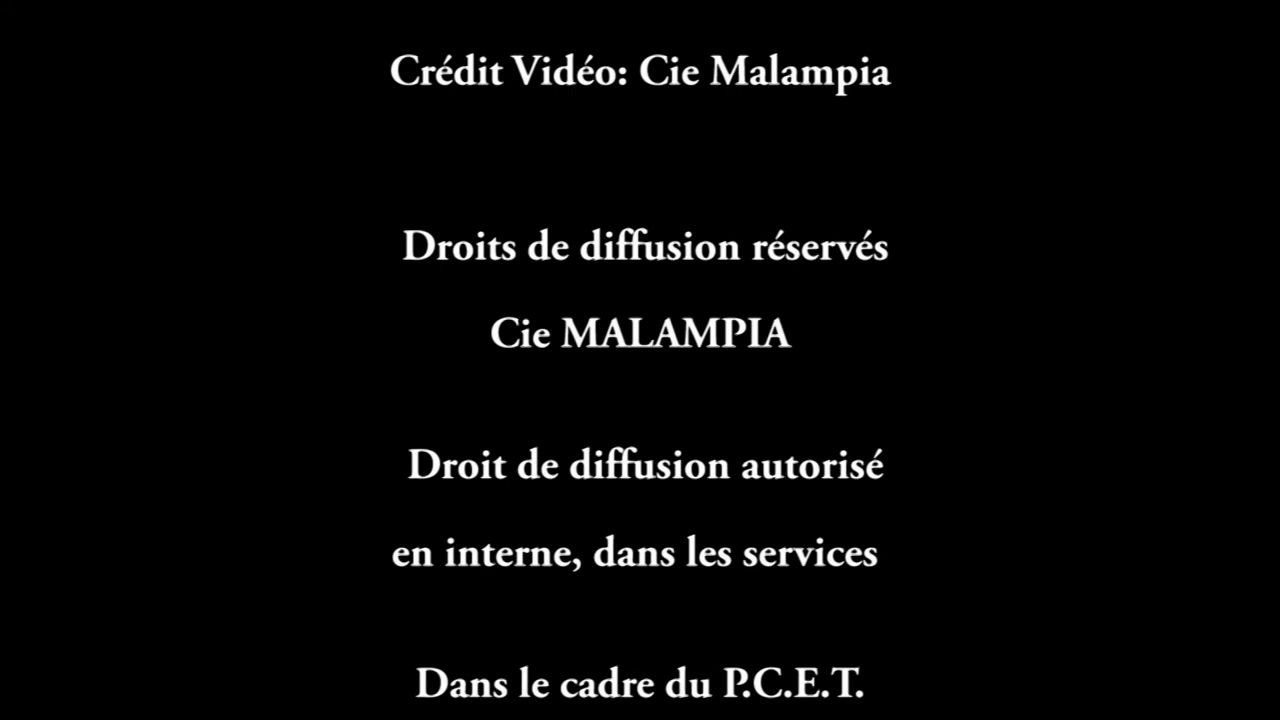 Crédit Vidéo: Cie Malampia
Droits de diffusion réservés
Cie MALAMPIA
Droit de diffusion autorisé
en interne, dans les services
Dans le cadre du P.C.E.T.